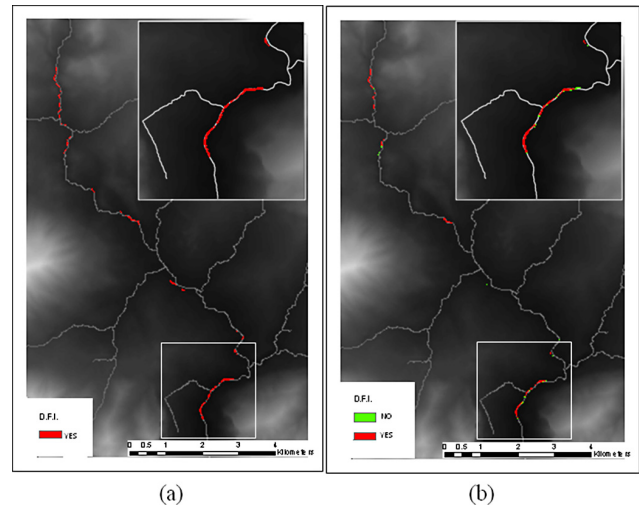 D.F.I.
YES
0 0.5 1 2 3 4
Kilometers
D.F.I.
NO
YES
0 0.5 1 2 3 4
Kilometers
(a)
(b)